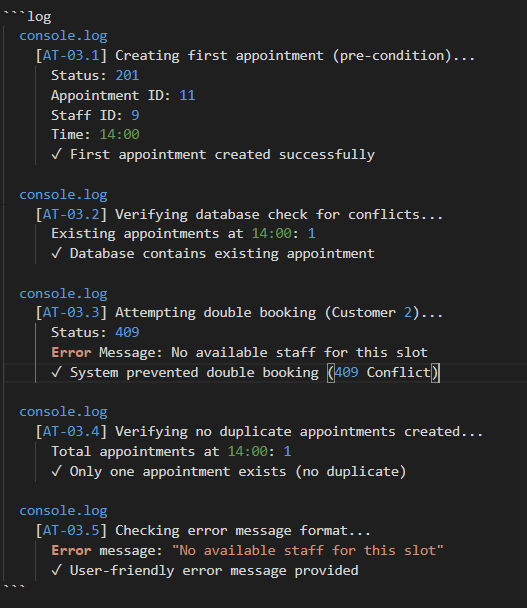 ```log
console.log
[AT-03.1] Creating first appointment (pre-condition)...
Status: 201
Appointment ID: 11
Staff ID: 9
Time: 14:00
✓ First appointment created successfully
console.log
[AT-03.2] Verifying database check for conflicts...
Existing appointments at 14:00: 1
✓ Database contains existing appointment
console.log
[AT-03.3] Attempting double booking (Customer 2)...
Status: 409
Error Message: No available staff for this slot
✓ System prevented double booking (409 Conflict)
console.log
[AT-03.4] Verifying no duplicate appointments created...
Total appointments at 14:00: 1
✓ Only one appointment exists (no duplicate)
console.log
[AT-03.5] Checking error message format...
Error message: "No available staff for this slot"
✓ User-friendly error message provided
```